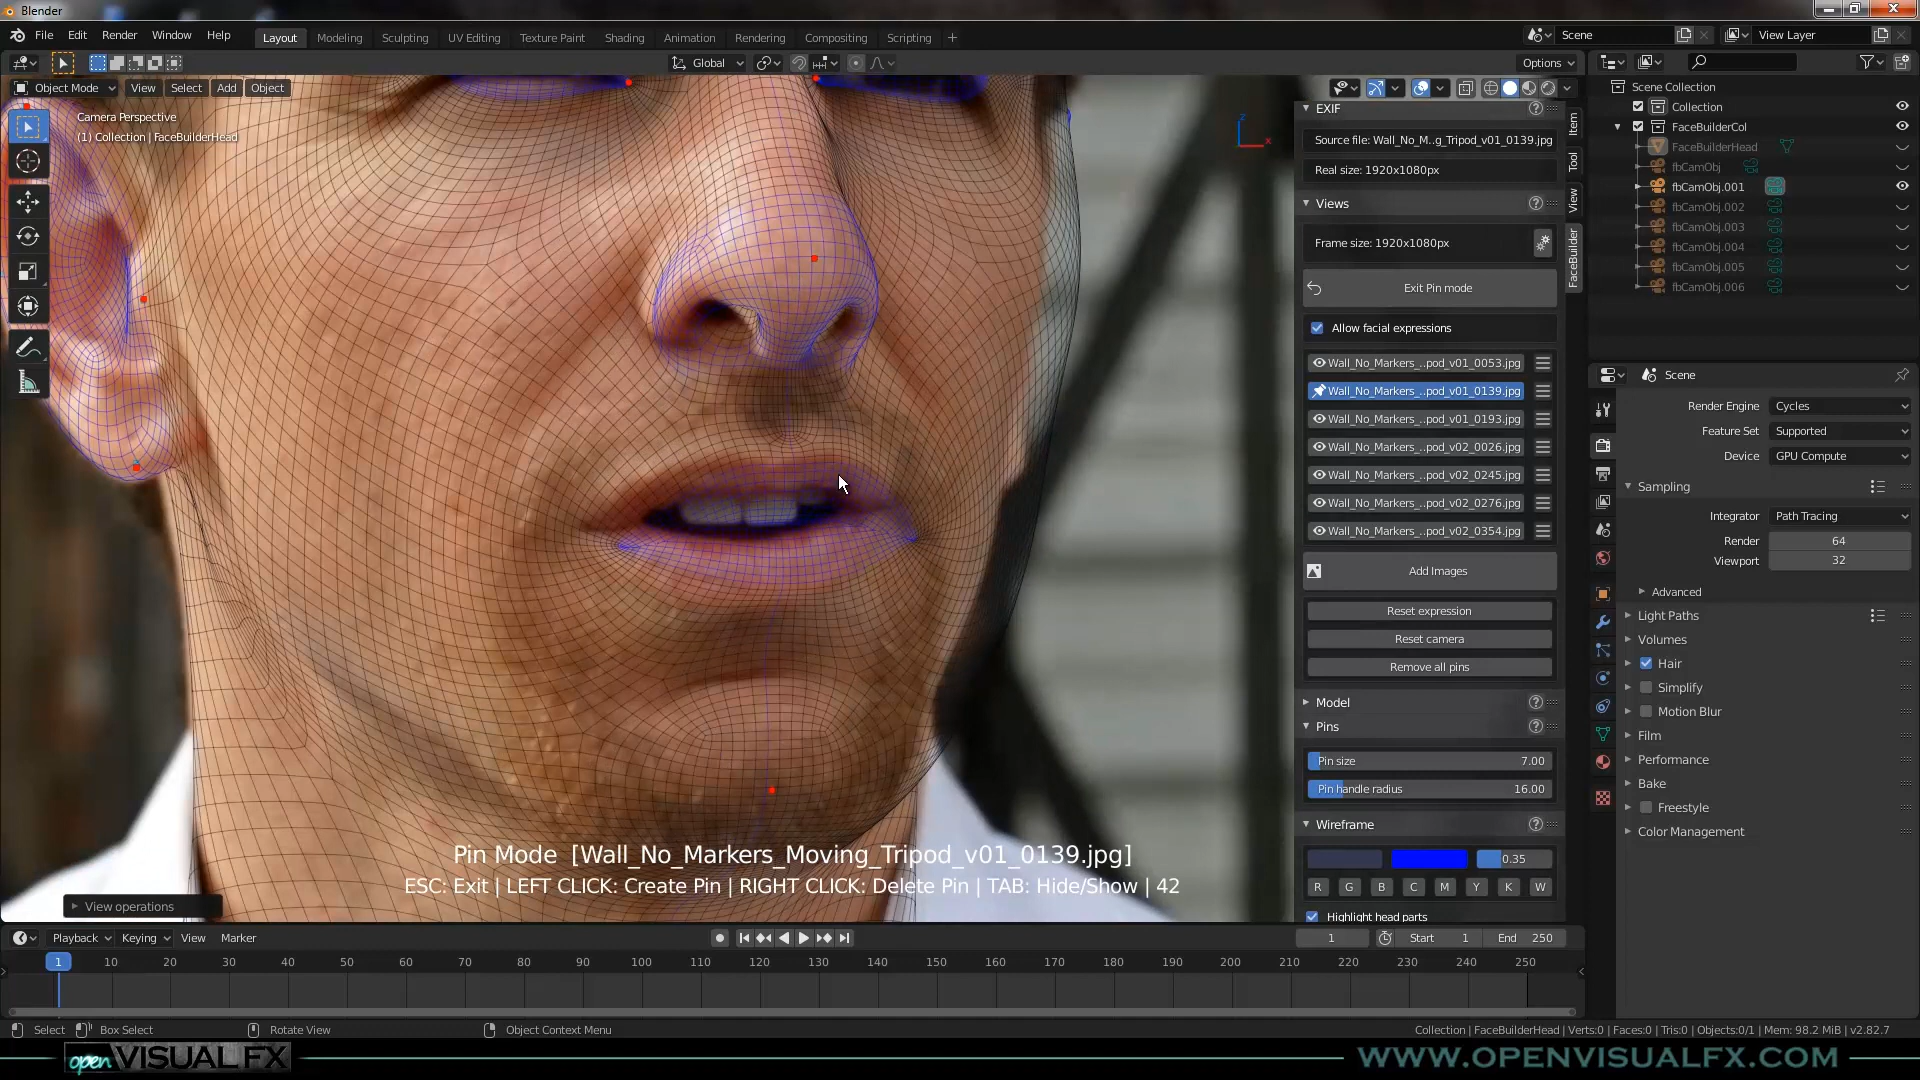 Blender
File Edit Render Window Help
Layout Modeling Sculpting UV Editing Texture Paint Shading Animation Rendering Compositing Scripting +
Scene
View Layer
Global
Options
Object Mode View Select Add Object
Camera Perspective
(1) Collection | FaceBuilderHead
Z
X
EXIF
Source file: Wall_No_M..g_Tripod_v01_0139.jpg
Real size: 1920x1080px
Views
Frame size: 1920x1080px
Exit Pin mode
Allow facial expressions
Wall_No_Markers_..pod_v01_0053.jpg
Wall_No_Markers_..pod_v01_0139.jpg
Wall_No_Markers_..pod_v01_0193.jpg
Wall_No_Markers_..pod_v02_0026.jpg
Wall_No_Markers_..pod_v02_0245.jpg
Wall_No_Markers_..pod_v02_0276.jpg
Wall_No_Markers_..pod_v02_0354.jpg
Add Images
Reset expression
Reset camera
Remove all pins
Model
Pins
Pin size 7.00
Pin handle radius 16.00
Wireframe
0.35
R G B C M Y K W
Highlight head parts
Item
Tool
View
FaceBuilder
Scene Collection
Collection
FaceBuilderCol
FaceBuilderHead
fbCamObj
fbCamObj.001
fbCamObj.002
fbCamObj.003
fbCamObj.004
fbCamObj.005
fbCamObj.006
Scene
Render Engine Cycles
Feature Set Supported
Device GPU Compute
Sampling
Integrator Path Tracing
Render 64
Viewport 32
Advanced
Light Paths
Volumes
Hair
Simplify
Motion Blur
Film
Performance
Bake
Freestyle
Color Management
Pin Mode [Wall_No_Markers_Moving_Tripod_v01_0139.jpg]
ESC: Exit | LEFT CLICK: Create Pin | RIGHT CLICK: Delete Pin | TAB: Hide/Show | 42
View operations
Playback Keying View Marker
1 Start 1 End 250
1 10 20 30 40 50 60 70 80 90 100 110 120 130 140 150 160 170 180 190 200 210 220 230 240 250
Select Box Select Rotate View Object Context Menu
Collection | FaceBuilderHead | Verts:0 | Faces:0 | Tris:0 | Objects:0/1 | Mem: 98.2 MiB | v2.82.7
open VISUALFX
WWW.OPENVISUALFX.COM